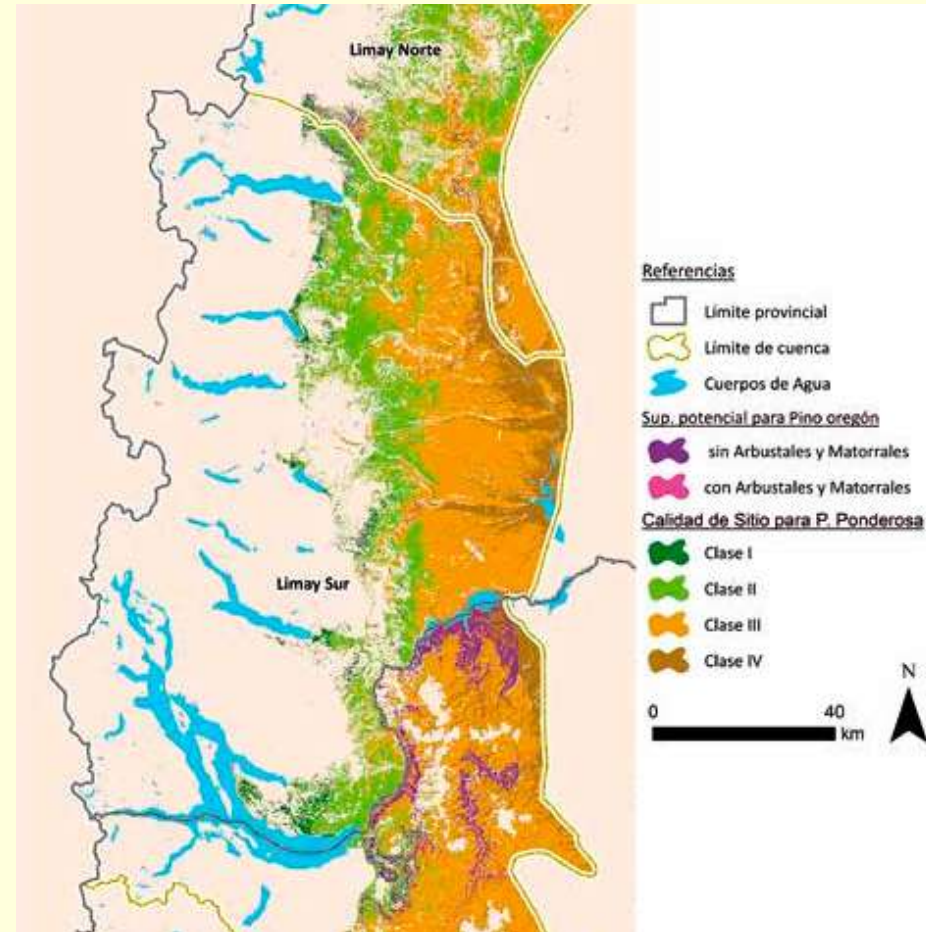 Limay Norte
Limay Sur
Referencias
Límite provincial
Límite de cuenca
Cuerpos de Agua
Sup. potencial para Pino oregón
sin Arbustales y Matorrales
con Arbustales y Matorrales
Calidad de Sitio para P. Ponderosa
Clase I
Clase II
Clase III
Clase IV
N
0 40
km